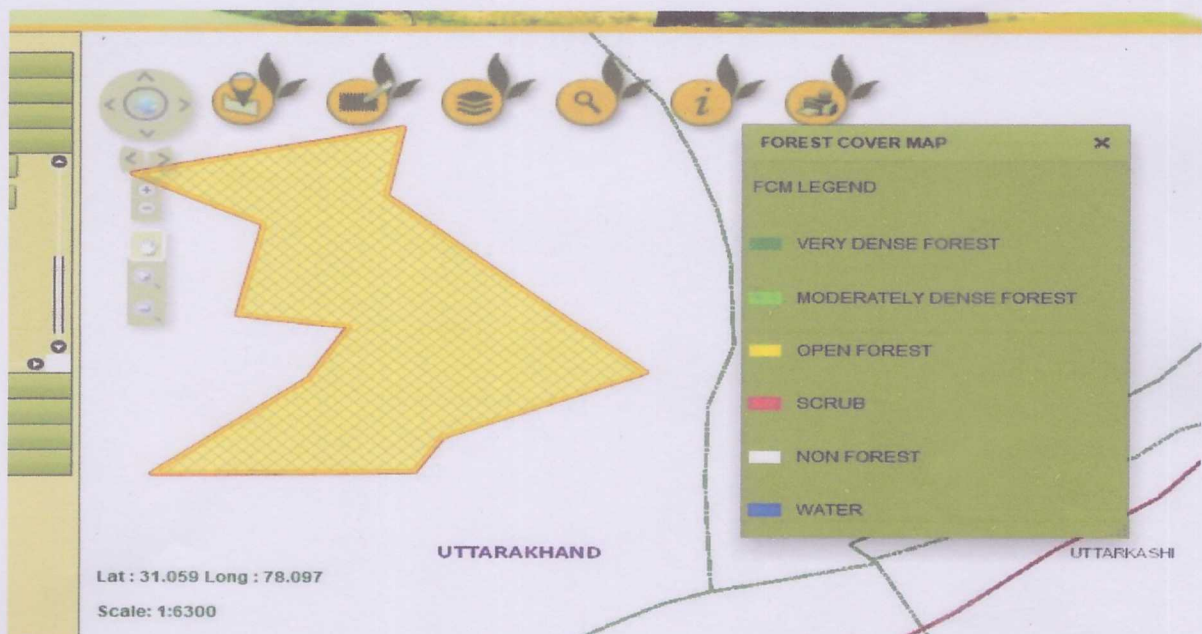 FOREST COVER MAP
FCM LEGEND
VERY DENSE FOREST
MODERATELY DENSE FOREST
OPEN FOREST
SCRUB
NON FOREST
WATER
UTTARAKHAND
UTTARKASHI
Lat : 31.059 Long : 78.097
Scale: 1:6300